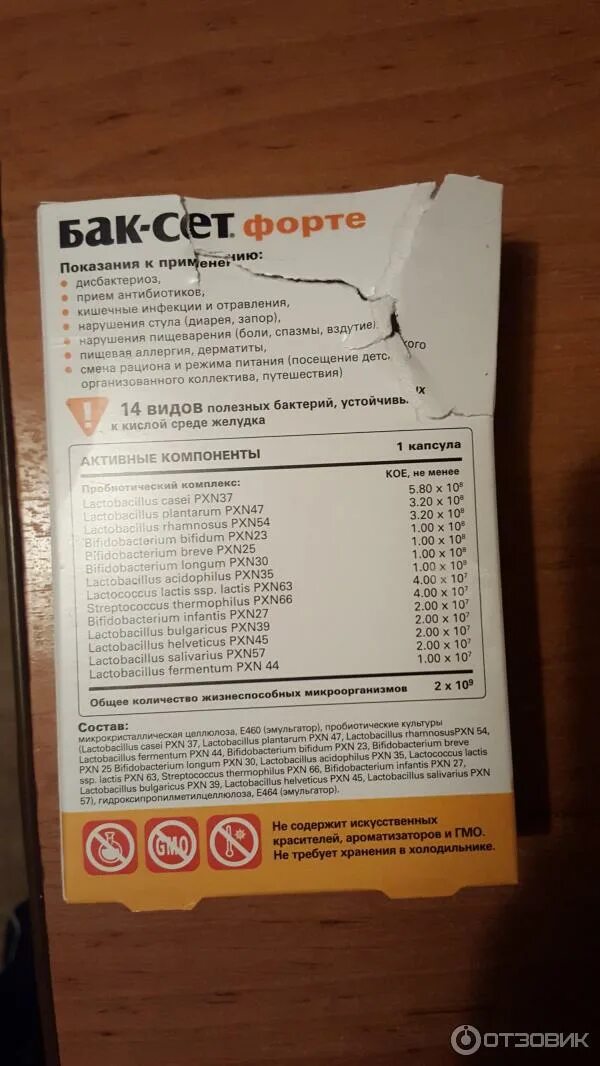 Бак-сет форте
Показания к применению:
дисбактериоз,
прием антибиотиков,
кишечные инфекции и отравления,
нарушения стула (диарея, запор),
нарушения пищеварения (боли, спазмы, вздутие)
пищевая аллергия, дерматиты,
смена рациона и режима питания (посещение детс кого
организованного коллектива, путешествия)
! 14 видов полезных бактерий, устойчивых
к кислой среде желудка
АКТИВНЫЕ КОМПОНЕНТЫ 1 капсула
Пробиотический комплекс: КОЕ, не менее
Lactobacillus casei PXN37 5.80 x 10⁸
Lactobacillus plantarum PXN47 3.20 x 10⁸
Lactobacillus rhamnosus PXN54 3.20 x 10⁸
Bifidobacterium bifidum PXN23 1.00 x 10⁸
Bifidobacterium breve PXN25 1.00 x 10⁸
Bifidobacterium longum PXN30 1.00 x 10⁸
Lactobacillus acidophilus PXN35 1.00 x 10⁸
Lactococcus lactis ssp. lactis PXN63 4.00 x 10⁷
Streptococcus thermophilus PXN66 4.00 x 10⁷
Bifidobacterium infantis PXN27 2.00 x 10⁷
Lactobacillus bulgaricus PXN39 2.00 x 10⁷
Lactobacillus helveticus PXN45 2.00 x 10⁷
Lactobacillus salivarius PXN57 2.00 x 10⁷
Lactobacillus fermentum PXN 44 1.00 x 10⁷
Общее количество жизнеспособных микроорганизмов 2 x 10⁹
Состав:
микрокристаллическая целлюлоза, E460 (эмульгатор), пробиотические культуры
(Lactobacillus casei PXN 37, Lactobacillus plantarum PXN 47, Lactobacillus rhamnosusPXN 54,
Lactobacillus fermentum PXN 44, Bifidobacterium bifidum PXN 23, Bifidobacterium breve
PXN 25 Bifidobacterium longum PXN 30, Lactobacillus acidophilus PXN 35, Lactococcus lactis
ssp. lactis PXN 63, Streptococcus thermophilus PXN 66, Bifidobacterium infantis PXN 27,
Lactobacillus bulgaricus PXN 39, Lactobacillus helveticus PXN 45, Lactobacillus salivarius PXN
57), гидроксипропилметилцеллюлоза, E464 (эмульгатор).
GMO
Не содержит искусственных
красителей, ароматизаторов и ГМО.
Не требует хранения в холодильнике.
ОТЗОВИК